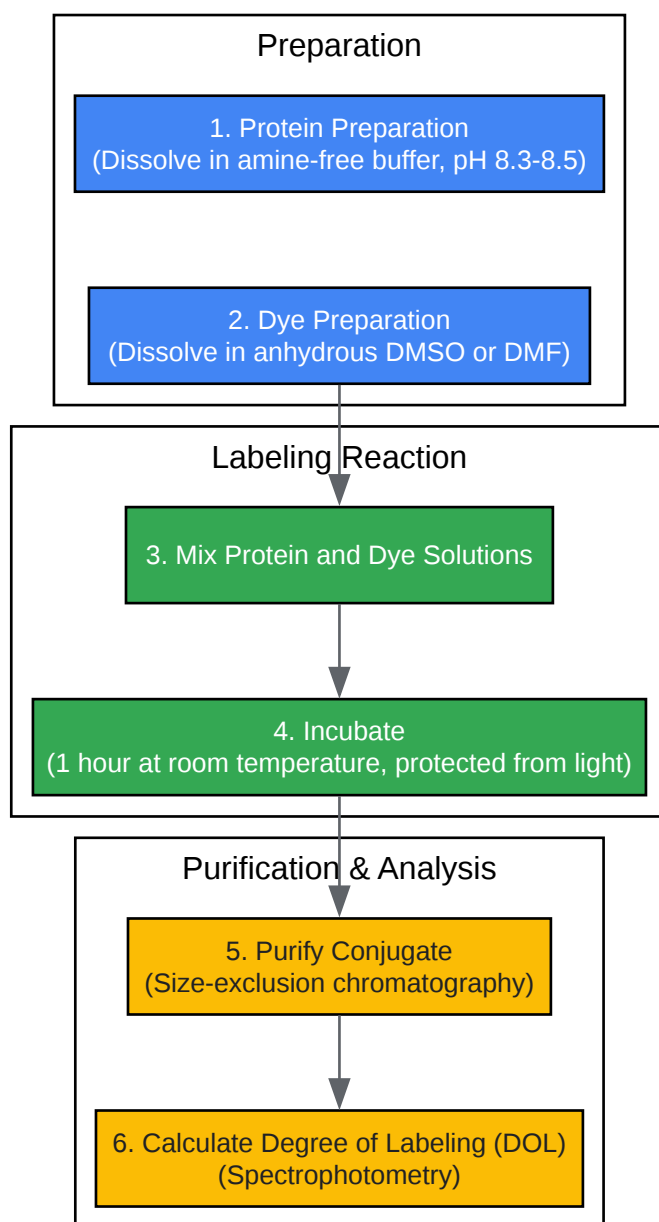 Preparation
1. Protein Preparation
(Dissolve in amine-free buffer, pH 8.3-8.5)
2. Dye Preparation
(Dissolve in anhydrous DMSO or DMF)
Labeling Reaction
3. Mix Protein and Dye Solutions
4. Incubate
(1 hour at room temperature, protected from light)
Purification & Analysis
5. Purify Conjugate
(Size-exclusion chromatography)
6. Calculate Degree of Labeling (DOL)
(Spectrophotometry)